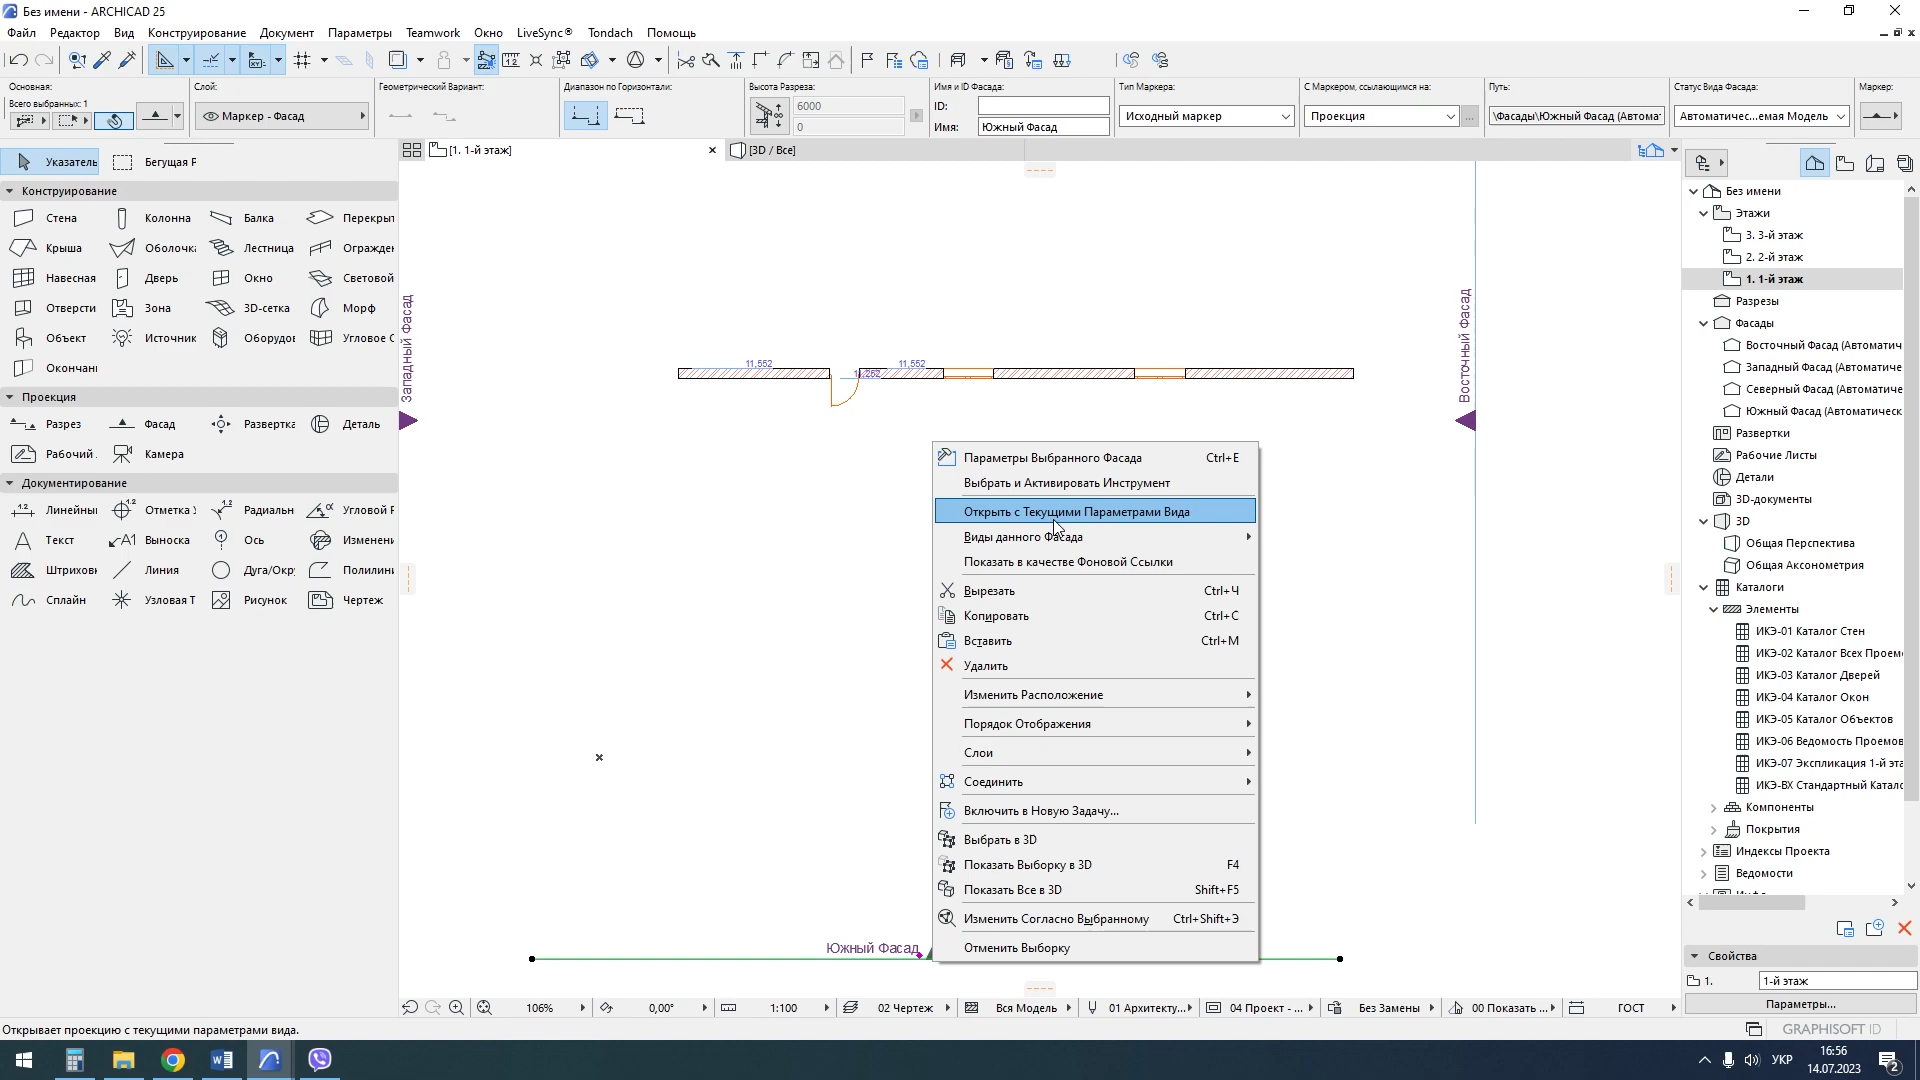 Без имени - ARCHICAD 25
Файл Редактор Вид Конструирование Документ Параметры Teamwork Окно LiveSync® Tondach Помощь
Основная: Слой: Геометрический Вариант: Диапазон по Горизонтали: Высота Разреза: Имя и ID Фасада: Тип Маркера: С Маркером, ссылающимся на: Путь: Статус Вида Фасада: Маркер:
Всего выбранных: 1
Маркер - Фасад
6000
0
ID:
Имя: Южный Фасад
Исходный маркер
Проекция
\Фасады\Южный Фасад (Автома
Автоматичес...емая Модель
Указатель Бегущая Р
[1. 1-й этаж]
[3D / Все]
Конструирование
Стена Колонна Балка Перекрыт
Крыша Оболочка Лестница Огражден
Навесная Дверь Окно Световой
Отверсти Зона 3D-сетка Морф
Объект Источник Оборудов Угловое О
Окончани
Проекция
Разрез Фасад Развертка Деталь
Рабочий. Камера
Документирование
Линейны Отметка У Радиальн Угловой Р
Текст Выноска Ось Изменени
Штриховк Линия Дуга/Окру Полилини
Сплайн Узловая Т Рисунок Чертеж
Западный Фасад
Восточный Фасад
11,552
11,552
11,252
Южный Фасад
Параметры Выбранного Фасада Ctrl+E
Выбрать и Активировать Инструмент
Открыть с Текущими Параметрами Вида
Виды данного Фасада
Показать в качестве Фоновой Ссылки
Вырезать Ctrl+Ч
Копировать Ctrl+C
Вставить Ctrl+M
Удалить
Изменить Расположение
Порядок Отображения
Слои
Соединить
Включить в Новую Задачу...
Выбрать в 3D
Показать Выборку в 3D F4
Показать Все в 3D Shift+F5
Изменить Согласно Выбранному Ctrl+Shift+Э
Отменить Выборку
Без имени
Этажи
3. 3-й этаж
2. 2-й этаж
1. 1-й этаж
Разрезы
Фасады
Восточный Фасад (Автоматич
Западный Фасад (Автоматиче
Северный Фасад (Автоматиче
Южный Фасад (Автоматическ
Развертки
Рабочие Листы
Детали
3D-документы
3D
Общая Перспектива
Общая Аксонометрия
Каталоги
Элементы
ИКЭ-01 Каталог Стен
ИКЭ-02 Каталог Всех Проем
ИКЭ-03 Каталог Дверей
ИКЭ-04 Каталог Окон
ИКЭ-05 Каталог Объектов
ИКЭ-06 Ведомость Проемов
ИКЭ-07 Экспликация 1-й эта
ИКЭ-ВХ Стандартный Катало
Компоненты
Покрытия
Индексы Проекта
Ведомости
Свойства
1. 1-й этаж
Параметры...
106% 0,00° 1:100 02 Чертеж Вся Модель 01 Архитекту... 04 Проект - ... Без Замены 00 Показать ... ГОСТ
Открывает проекцию с текущими параметрами вида.
GRAPHISOFT ID
УКР
16:56
14.07.2023
2